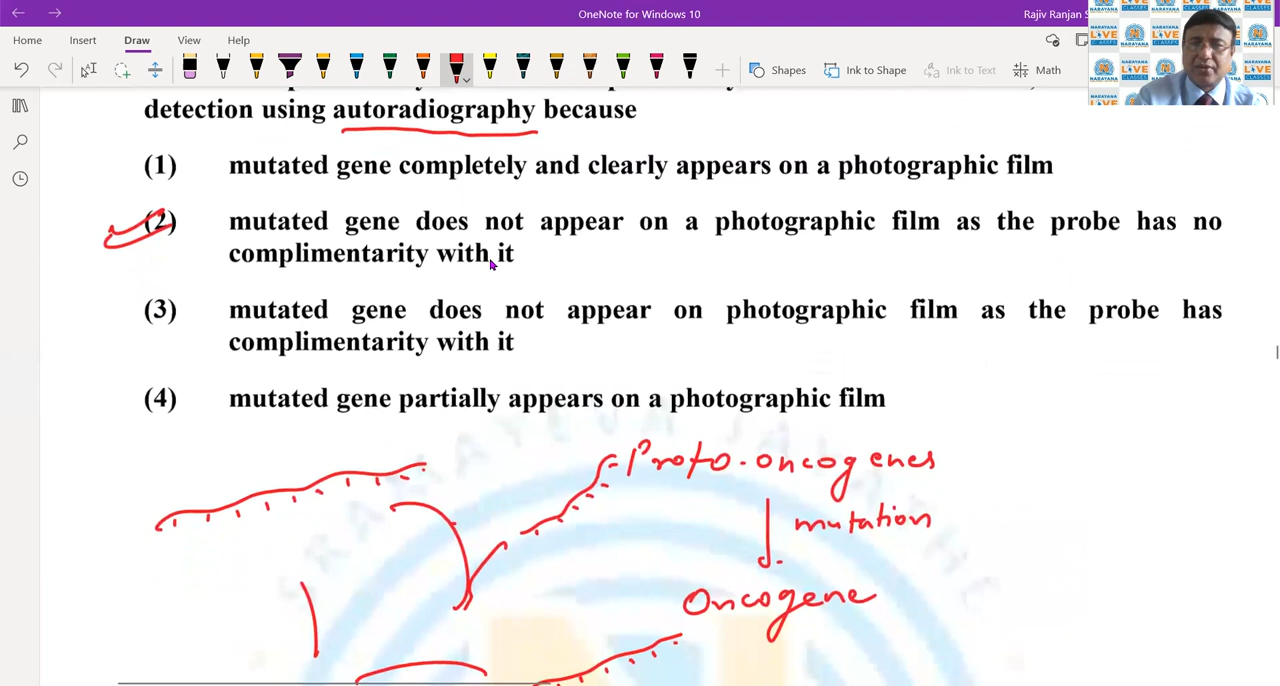 OneNote for Windows 10
Rajiv Ranjan S
Home Insert Draw View Help
Shapes Ink to Shape Ink to Text Math
detection using autoradiography because
(1) mutated gene completely and clearly appears on a photographic film
(2) mutated gene does not appear on a photographic film as the probe has no
complimentarity with it
(3) mutated gene does not appear on photographic film as the probe has
complimentarity with it
(4) mutated gene partially appears on a photographic film
Proto-oncogenes
mutation
Oncogene